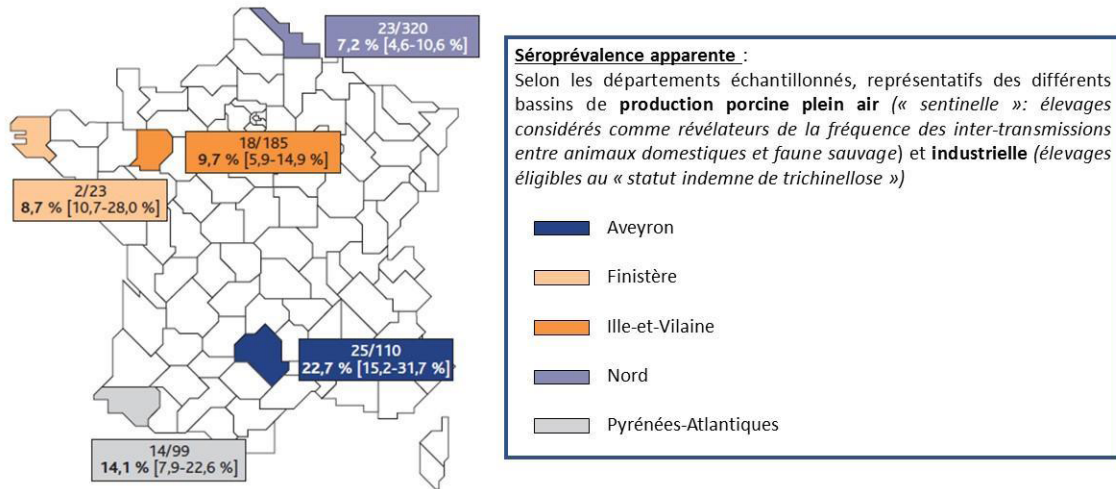 23/320
7,2 % [4,6-10,6 %]
18/185
9,7 % [5,9-14,9 %]
2/23
8,7 % [10,7-28,0 %]
25/110
22,7 % [15,2-31,7 %]
14/99
14,1 % [7,9-22,6 %]
Séroprévalence apparente :
Selon les départements échantillonnés, représentatifs des différents
bassins de production porcine plein air (« sentinelle »: élevages
considérés comme révélateurs de la fréquence des inter-transmissions
entre animaux domestiques et faune sauvage) et industrielle (élevages
éligibles au « statut indemne de trichinellose »)
Aveyron
Finistère
Ille-et-Vilaine
Nord
Pyrénées-Atlantiques